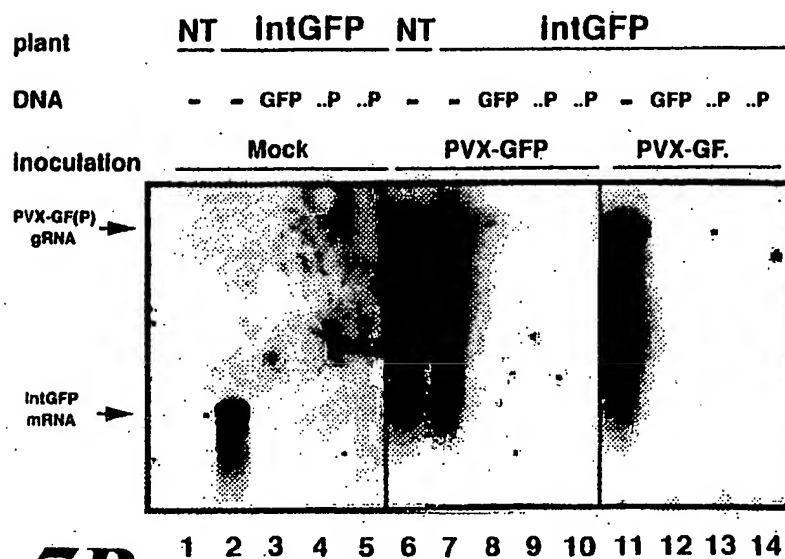 plant NT intGFP NT intGFP
DNA - - GFP ..P ..P - - GFP ..P ..P - GFP ..P ..P
inoculation Mock PVX-GFP PVX-GF.
PVX-GF(P)
gRNA
IntGFP
mRNA
1 2 3 4 5 6 7 8 9 10 11 12 13 14